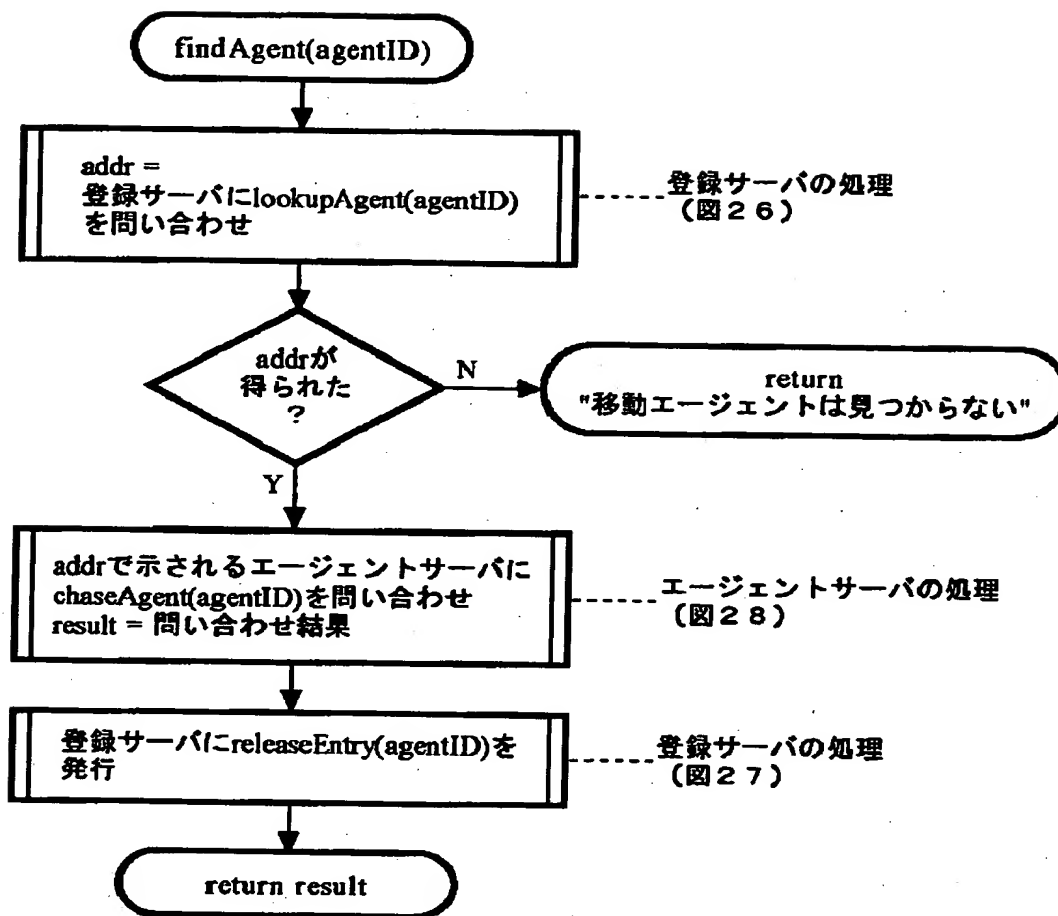 findAgent(agentID)
addr =
登録サーバにlookupAgent(agentID)
を問い合わせ
登録サーバの処理
(図26)
addrが
得られた
?
N
return
"移動エージェントは見つからない"
Y
addrで示されるエージェントサーバに
chaseAgent(agentID)を問い合わせ
result = 問い合わせ結果
エージェントサーバの処理
(図28)
登録サーバにreleaseEntry(agentID)を
発行
登録サーバの処理
(図27)
return result